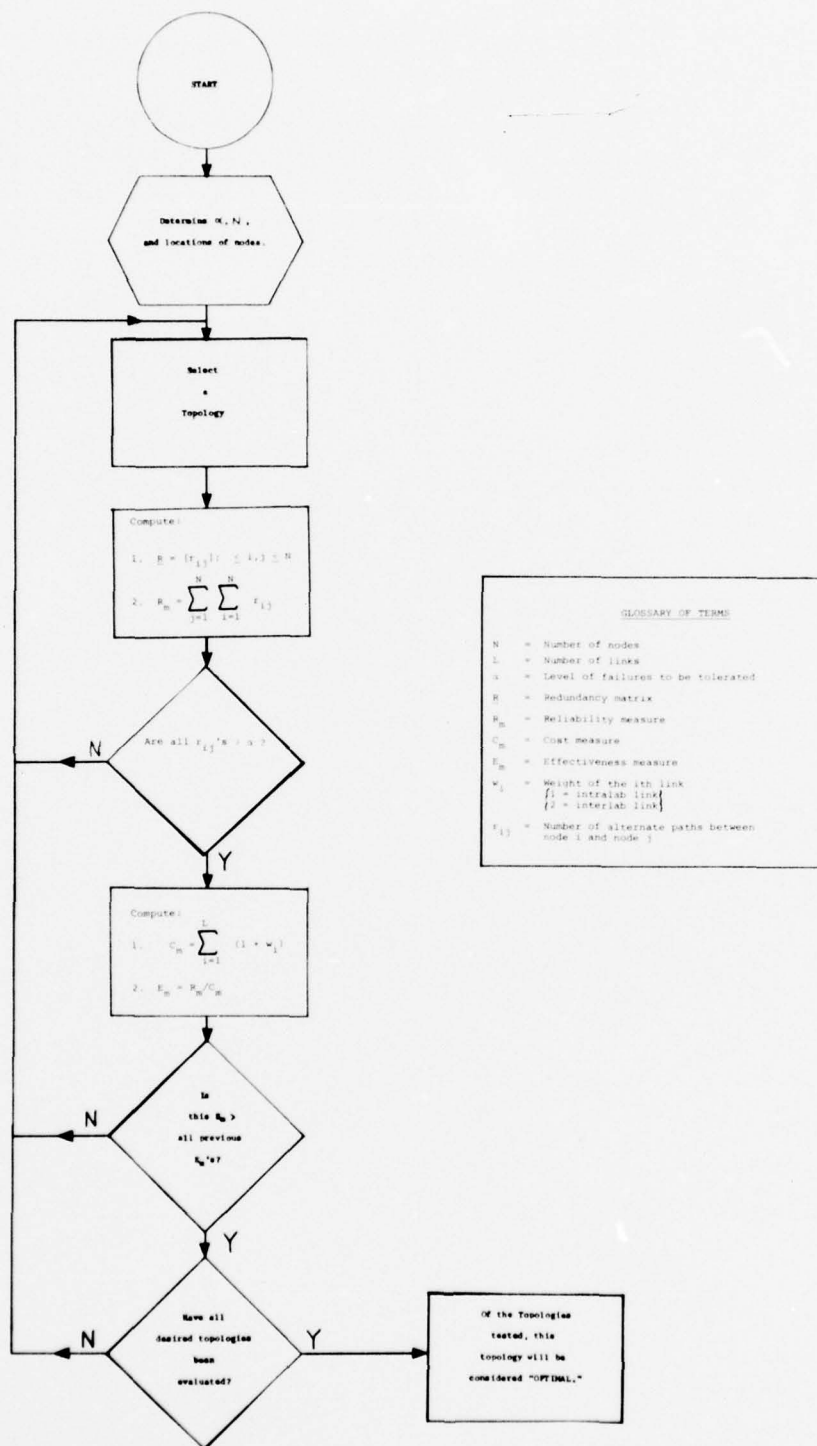 START
Determine α, N,
and locations of nodes.
Select
a
Topology
Compute:
1. R = [r_ij]; ≤ i,j ≤ N
2. R_m = ∑_{j=1}^{N} ∑_{i=1}^{N} r_ij
Are all r_ij's › α ?
N
Y
Compute:
1. C_m = ∑_{i=1}^{L} (1 + w_i)
2. E_m = R_m/C_m
Is
this E_m >
all previous
E_m's?
N
Y
Have all
desired topologies
been
evaluated?
N
Y
Of the Topologies
tested, this
topology will be
considered "OPTIMAL."
GLOSSARY OF TERMS
N = Number of nodes
L = Number of links
α = Level of failures to be tolerated
R = Redundancy matrix
R_m = Reliability measure
C_m = Cost measure
E_m = Effectiveness measure
w_i = Weight of the ith link
{1 = intralab link}
{2 = interlab link}
r_ij = Number of alternate paths between
node i and node j